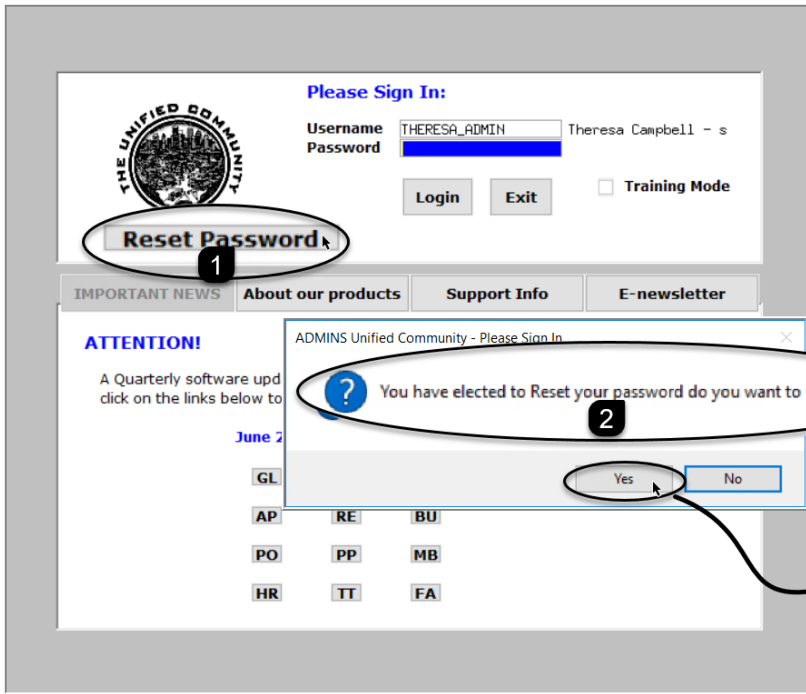 THE UNIFIED COMMUNITY
Please Sign In:
Username THERESA_ADMIN Theresa Campbell - s
Password
Login Exit Training Mode
Reset Password
1
IMPORTANT NEWS About our products Support Info E-newsletter
ATTENTION!
ADMINS Unified Community - Please Sign In
A Quarterly software upd
click on the links below to
? You have elected to Reset your password do you want to
2
June 2
Yes No
GL
AP RE BU
PO PP MB
HR TT FA